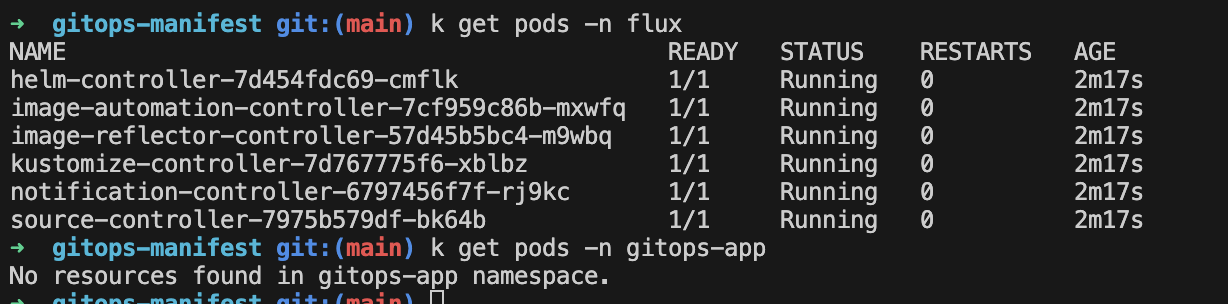 ➜  gitops-manifest git:(main) k get pods -n flux
NAME                                           READY   STATUS    RESTARTS   AGE
helm-controller-7d454fdc69-cmflk               1/1     Running   0          2m17s
image-automation-controller-7cf959c86b-mxwfq   1/1     Running   0          2m17s
image-reflector-controller-57d45b5bc4-m9wbq    1/1     Running   0          2m17s
kustomize-controller-7d767775f6-xblbz          1/1     Running   0          2m17s
notification-controller-6797456f7f-rj9kc       1/1     Running   0          2m17s
source-controller-7975b579df-bk64b             1/1     Running   0          2m17s
➜  gitops-manifest git:(main) k get pods -n gitops-app
No resources found in gitops-app namespace.
➜  gitops-manifest git:(main)